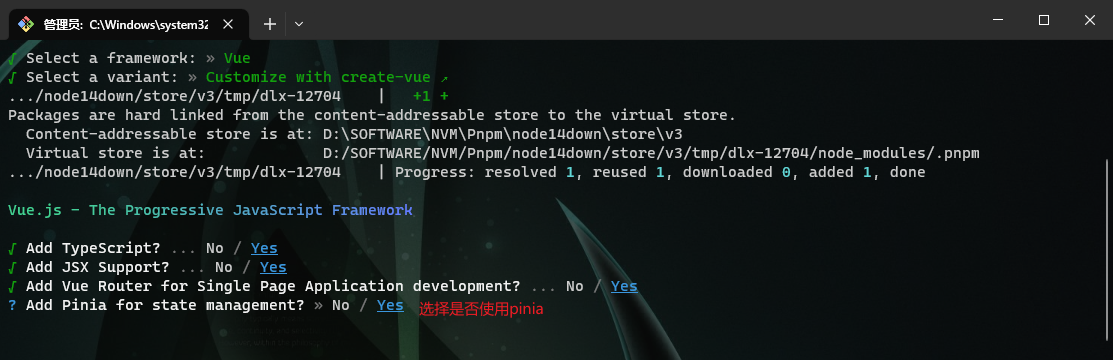 管理员: C:\Windows\system32
√ Select a framework: » Vue
√ Select a variant: » Customize with create-vue ↗
.../node14down/store/v3/tmp/dlx-12704    |   +1 +
Packages are hard linked from the content-addressable store to the virtual store.
  Content-addressable store is at: D:\SOFTWARE\NVM\Pnpm\node14down\store\v3
  Virtual store is at:             D:/SOFTWARE/NVM/Pnpm/node14down/store/v3/tmp/dlx-12704/node_modules/.pnpm
.../node14down/store/v3/tmp/dlx-12704    | Progress: resolved 1, reused 1, downloaded 0, added 1, done
Vue.js - The Progressive JavaScript Framework
√ Add TypeScript? ... No / Yes
√ Add JSX Support? ... No / Yes
√ Add Vue Router for Single Page Application development? ... No / Yes
? Add Pinia for state management? » No / Yes 选择是否使用pinia